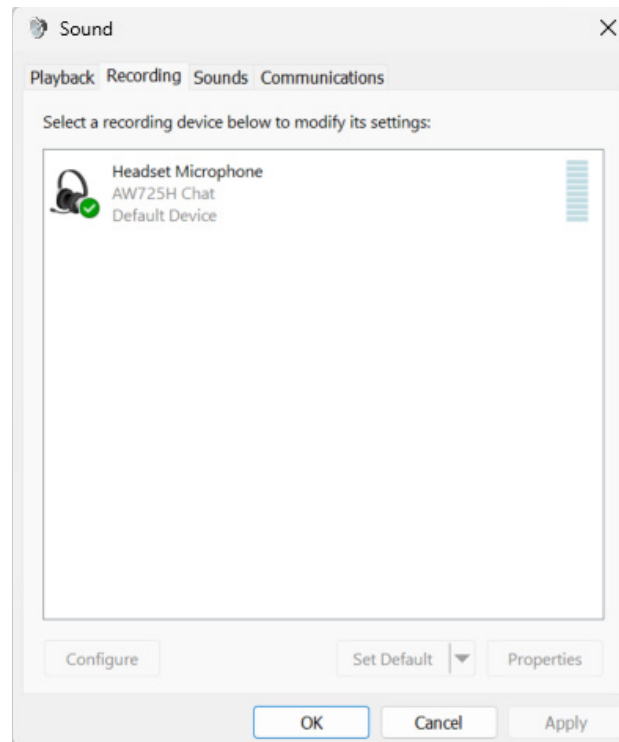 Sound
Playback Recording Sounds Communications
Select a recording device below to modify its settings:
Headset Microphone
AW725H Chat
Default Device
Configure Set Default Properties
OK Cancel Apply